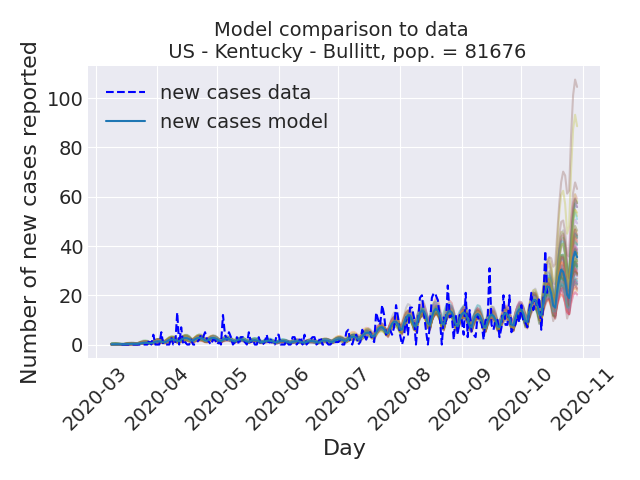 Model comparison to data
US - Kentucky - Bullitt, pop. = 81676
new cases data
new cases model
Number of new cases reported
100
80
60
40
20
0
2020-03
2020-04
2020-05
2020-06
2020-07
2020-08
2020-09
2020-10
2020-11
Day